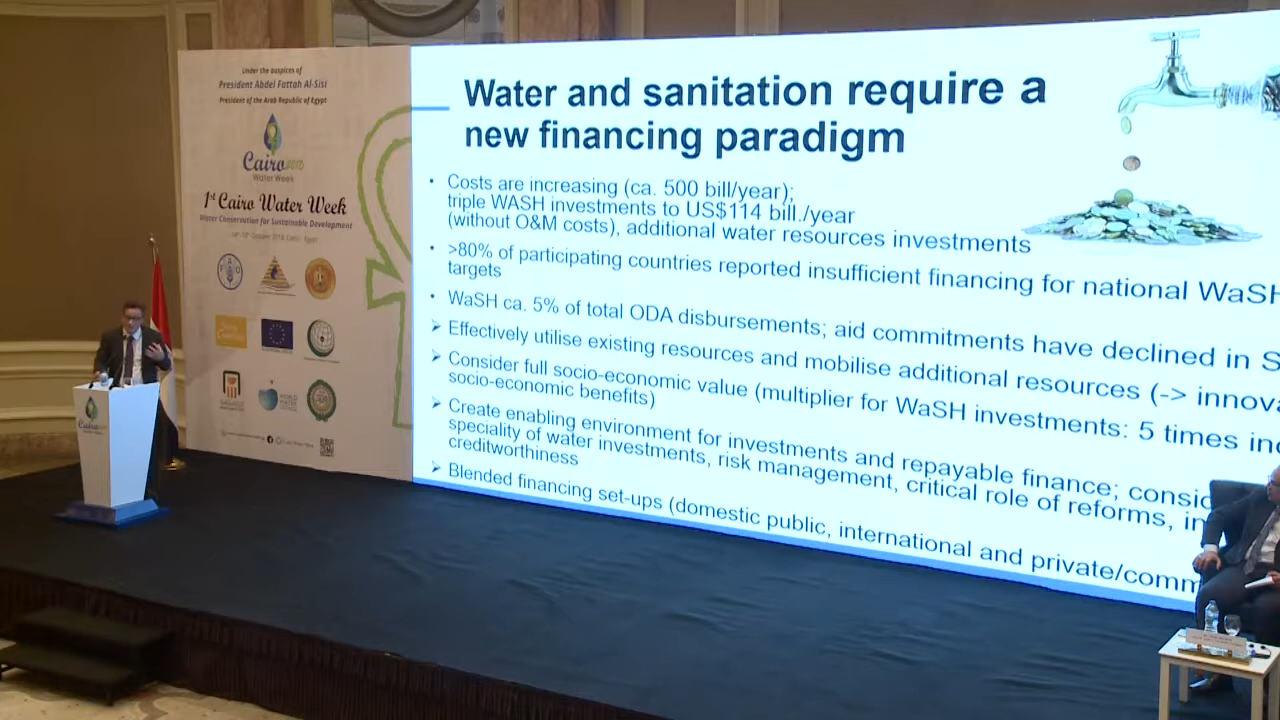 Under the auspices of
President Abdel Fattah Al-Sisi
President of the Arab Republic of Egypt
Cairo
Water Week
1st Cairo Water Week
Water Conservation for Sustainable Development
FAO
WORLD WATER COUNCIL
Cairo
Water and sanitation require a
new financing paradigm
• Costs are increasing (ca. 500 bill/year);
triple WASH investments to US$114 bill./year
(without O&M costs), additional water resources investments
• >80% of participating countries reported insufficient financing for national WaSH
targets
• WaSH ca. 5% of total ODA disbursements; aid commitments have declined in S
➢ Effectively utilise existing resources and mobilise additional resources (-> innova
➢ Consider full socio-economic value (multiplier for WaSH investments: 5 times in
socio-economic benefits)
➢ Create enabling environment for investments and repayable finance; consid
speciality of water investments, risk management, critical role of reforms, in
creditworthiness
➢ Blended financing set-ups (domestic public, international and private/comm